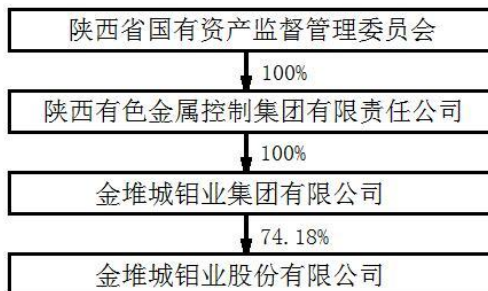 陕西省国有资产监督管理委员会
100%
陕西有色金属控制集团有限责任公司
100%
金堆城钼业集团有限公司
74.18%
金堆城钼业股份有限公司